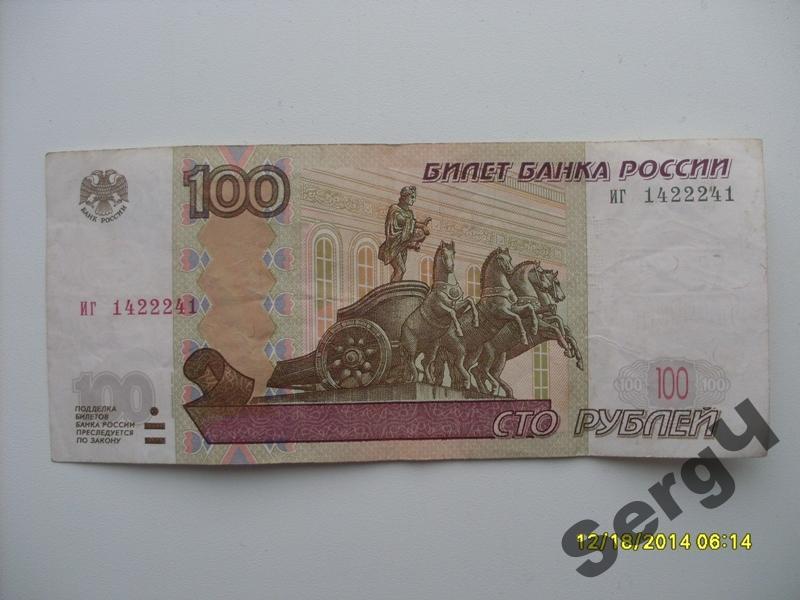 БИЛЕТ БАНКА РОССИИ
иг 1422241
100
БАНК РОССИИ
иг 1422241
100
100 100 100
ПОДДЕЛКА
БИЛЕТОВ
БАНКА РОССИИ
ПРЕСЛЕДУЕТСЯ
ПО ЗАКОНУ
СТО РУБЛЕЙ
Serg4
12/18/2014 06:14